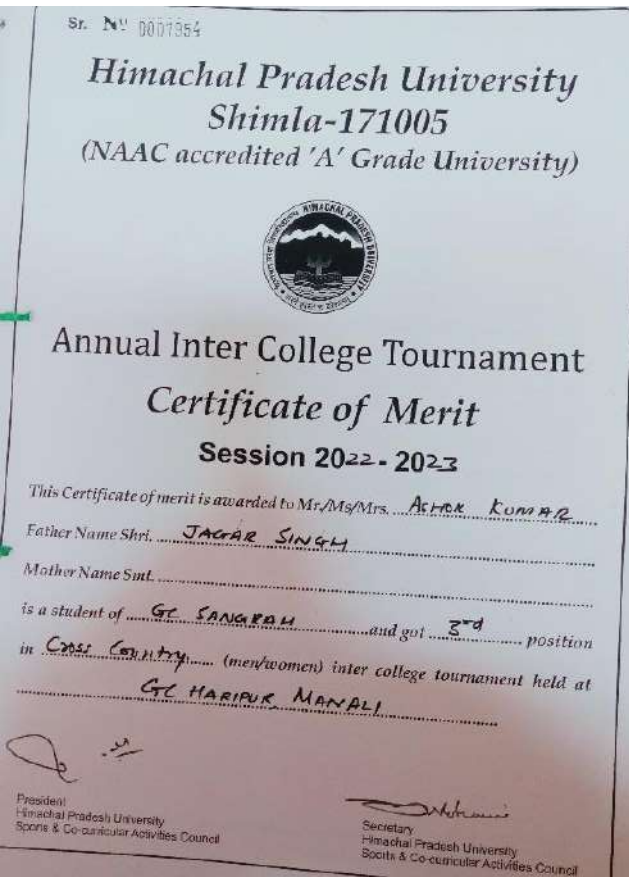 Sr. Nº 0007954
Himachal Pradesh University
Shimla-171005
(NAAC accredited 'A' Grade University)
HIMACHAL PRADESH UNIVERSITY
Annual Inter College Tournament
Certificate of Merit
Session 2022-2023
This Certificate of merit is awarded to Mr./Ms/Mrs. ASHOK KUMAR
Father Name Shri. JAGAR SINGH
Mother Name Smt.
is a student of GC SANGRAH and got 3rd position
in Cross Country (men/women) inter college tournament held at
GC HARIPUR MANALI
President
Himachal Pradesh University
Sports & Co-curricular Activities Council
Secretary
Himachal Pradesh University
Sports & Co-curricular Activities Council